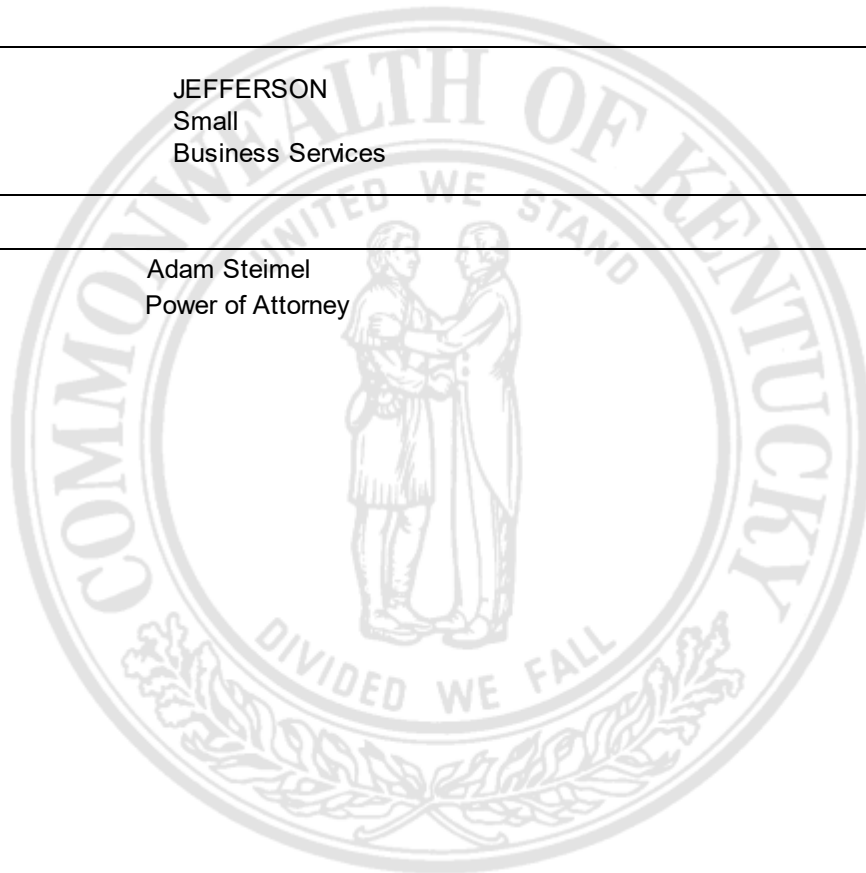 JEFFERSON
Small
Business Services
Adam Steimel
Power of Attorney
COMMONWEALTH OF KENTUCKY
UNITED WE STAND
DIVIDED WE FALL